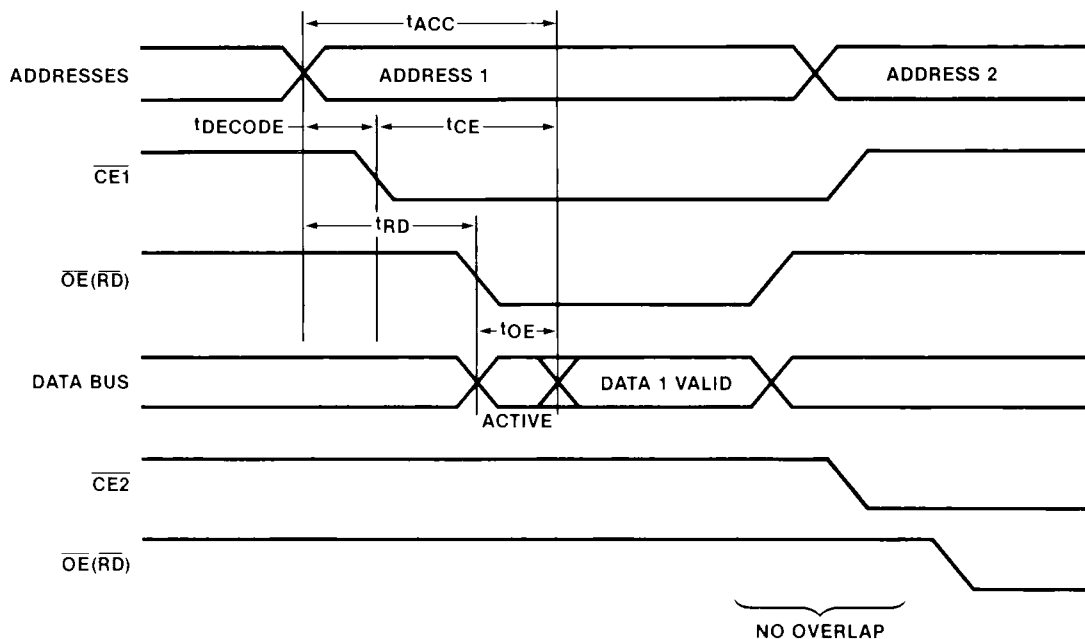 tACC
ADDRESSES
ADDRESS 1
ADDRESS 2
tDECODE
tCE
CE1
tRD
OE(RD)
tOE
DATA BUS
DATA 1 VALID
ACTIVE
CE2
OE(RD)
NO OVERLAP